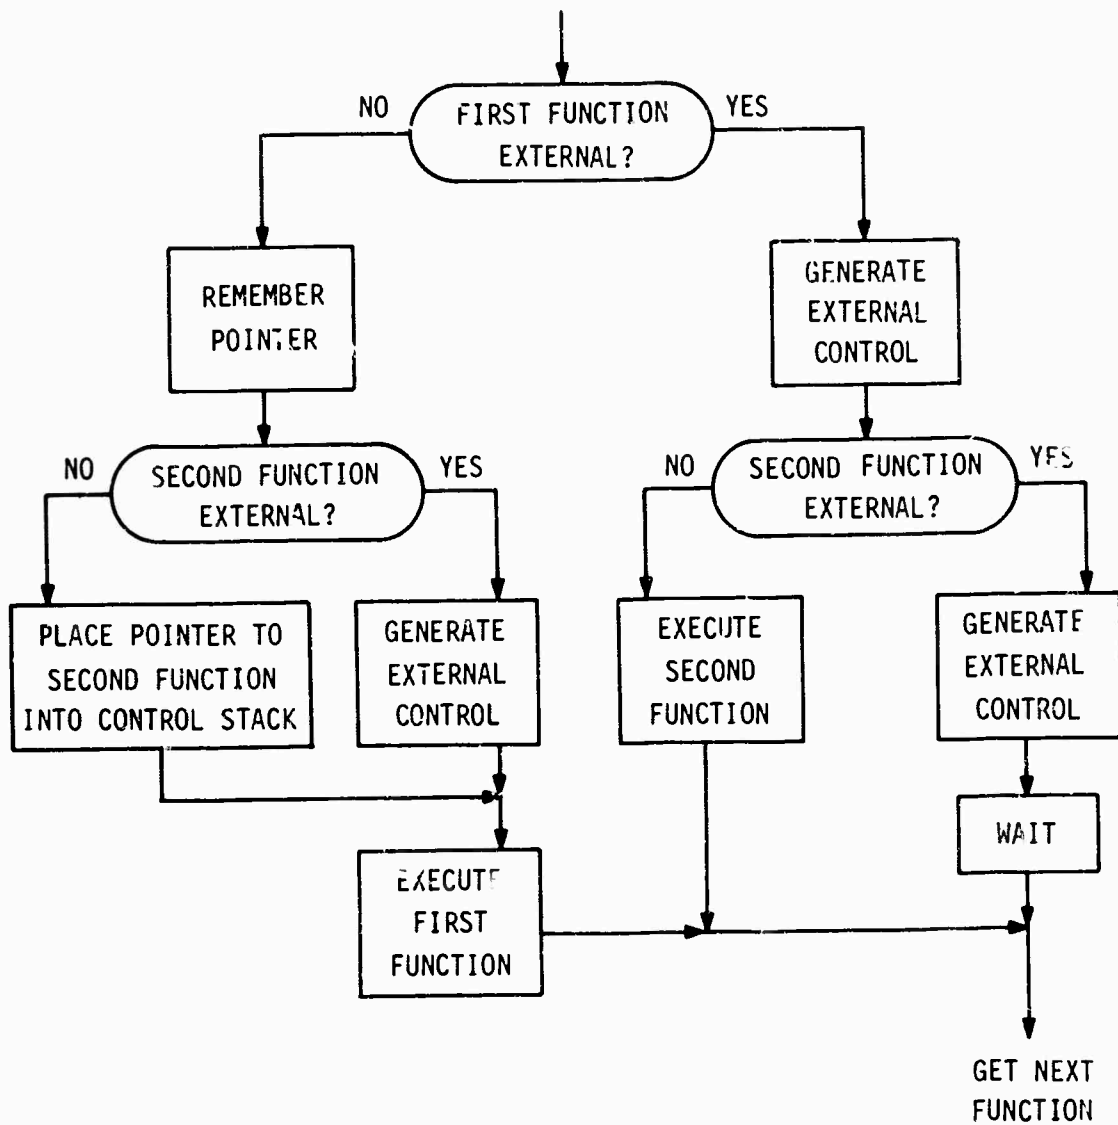 NO
FIRST FUNCTION
EXTERNAL?
YES
REMEMBER
POINTER
GENERATE
EXTERNAL
CONTROL
NO
SECOND FUNCTION
EXTERNAL?
YES
NO
SECOND FUNCTION
EXTERNAL?
YES
PLACE POINTER TO
SECOND FUNCTION
INTO CONTROL STACK
GENERATE
EXTERNAL
CONTROL
EXECUTE
SECOND
FUNCTION
GENERATE
EXTERNAL
CONTROL
WAIT
EXECUTE
FIRST
FUNCTION
GET NEXT
FUNCTION